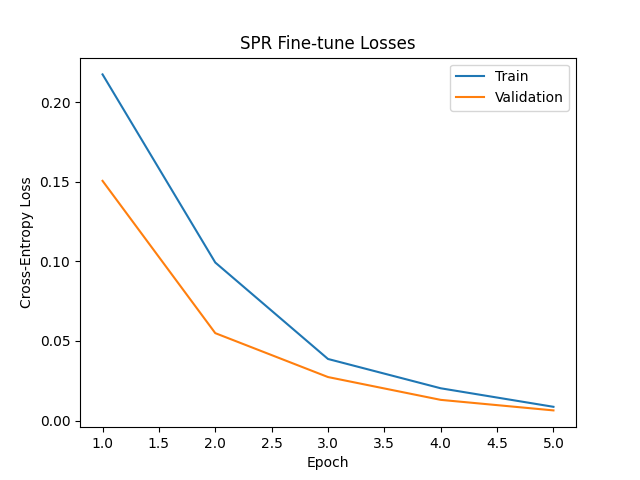 SPR Fine-tune Losses
Train
Validation
Cross-Entropy Loss
0.20
0.15
0.10
0.05
0.00
1.0 1.5 2.0 2.5 3.0 3.5 4.0 4.5 5.0
Epoch